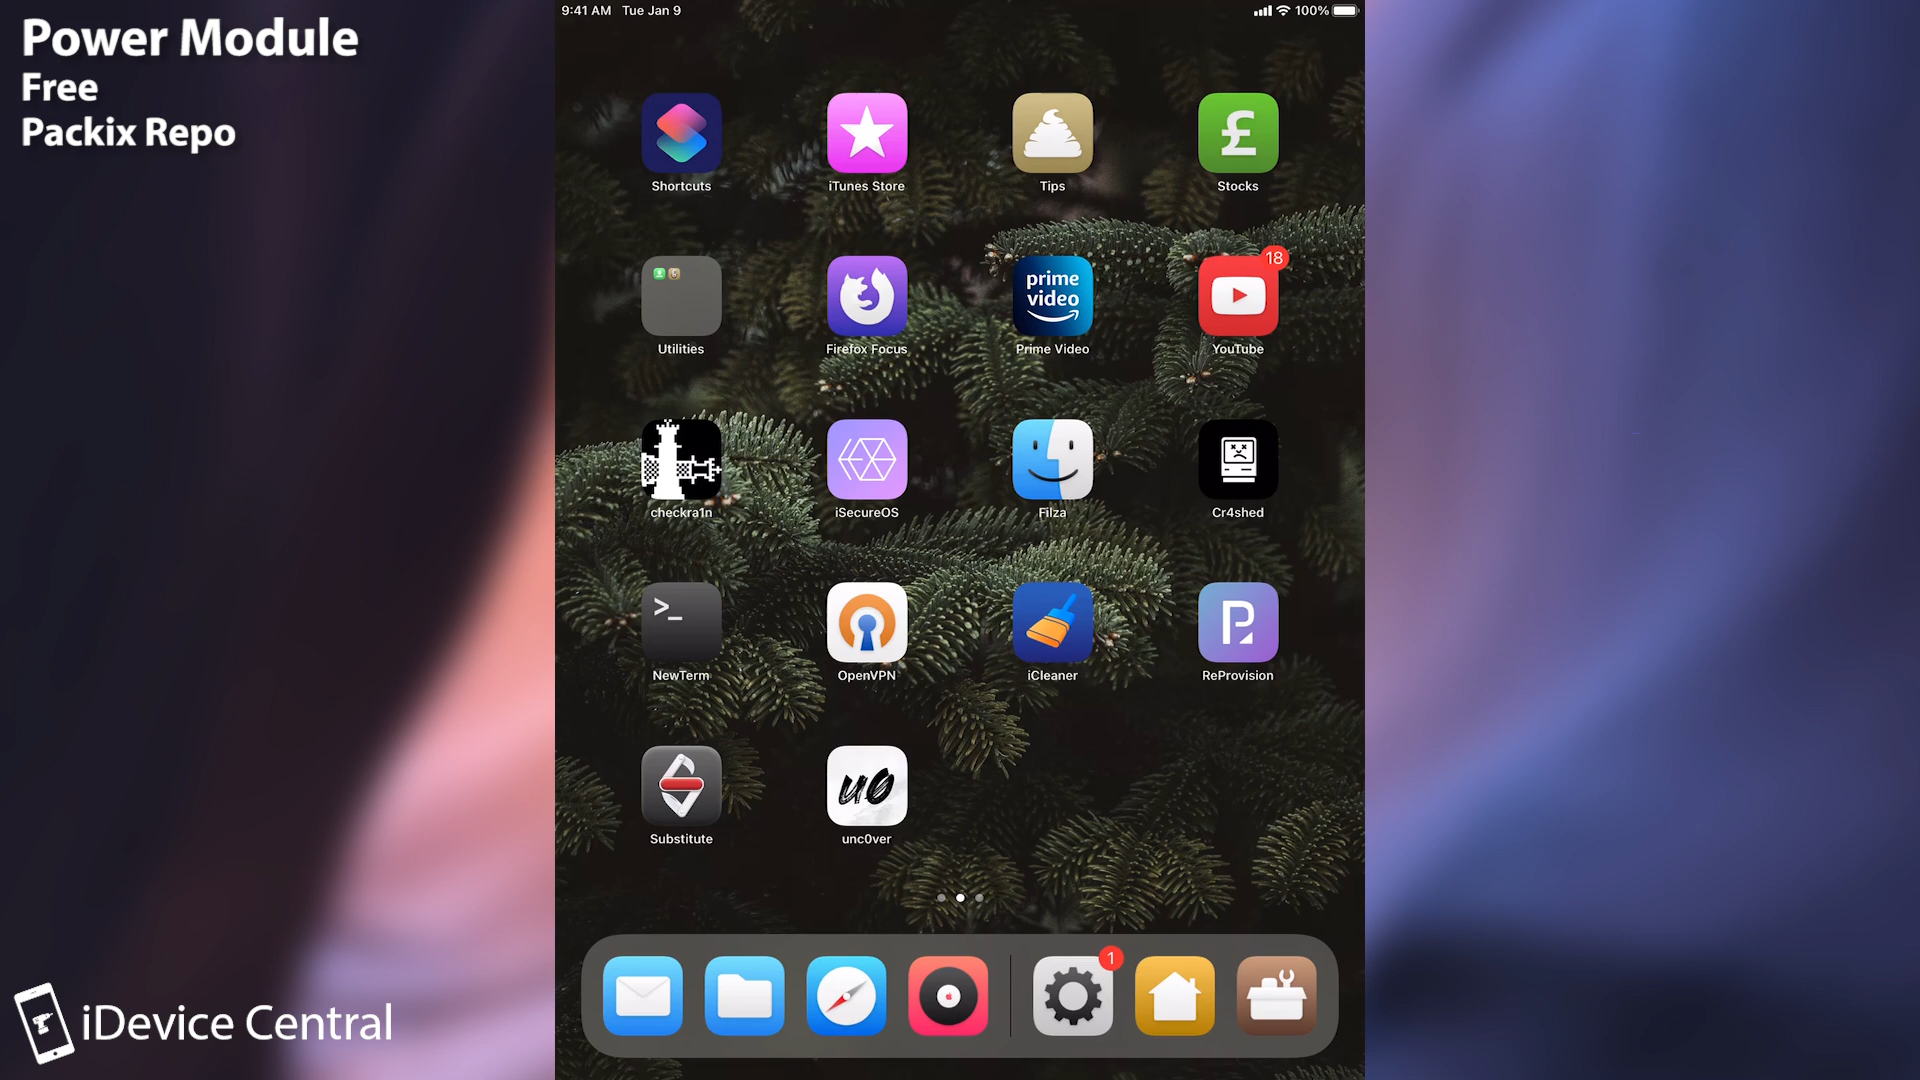 Power Module
Free
Packix Repo
9:41 AM Tue Jan 9
100%
Shortcuts
iTunes Store
Tips
£
Stocks
Utilities
Firefox Focus
prime
video
Prime Video
18
YouTube
checkra1n
iSecureOS
Filza
Cr4shed
>_
NewTerm
OpenVPN
iCleaner
P
ReProvision
Substitute
u0
unc0ver
1
iDevice Central